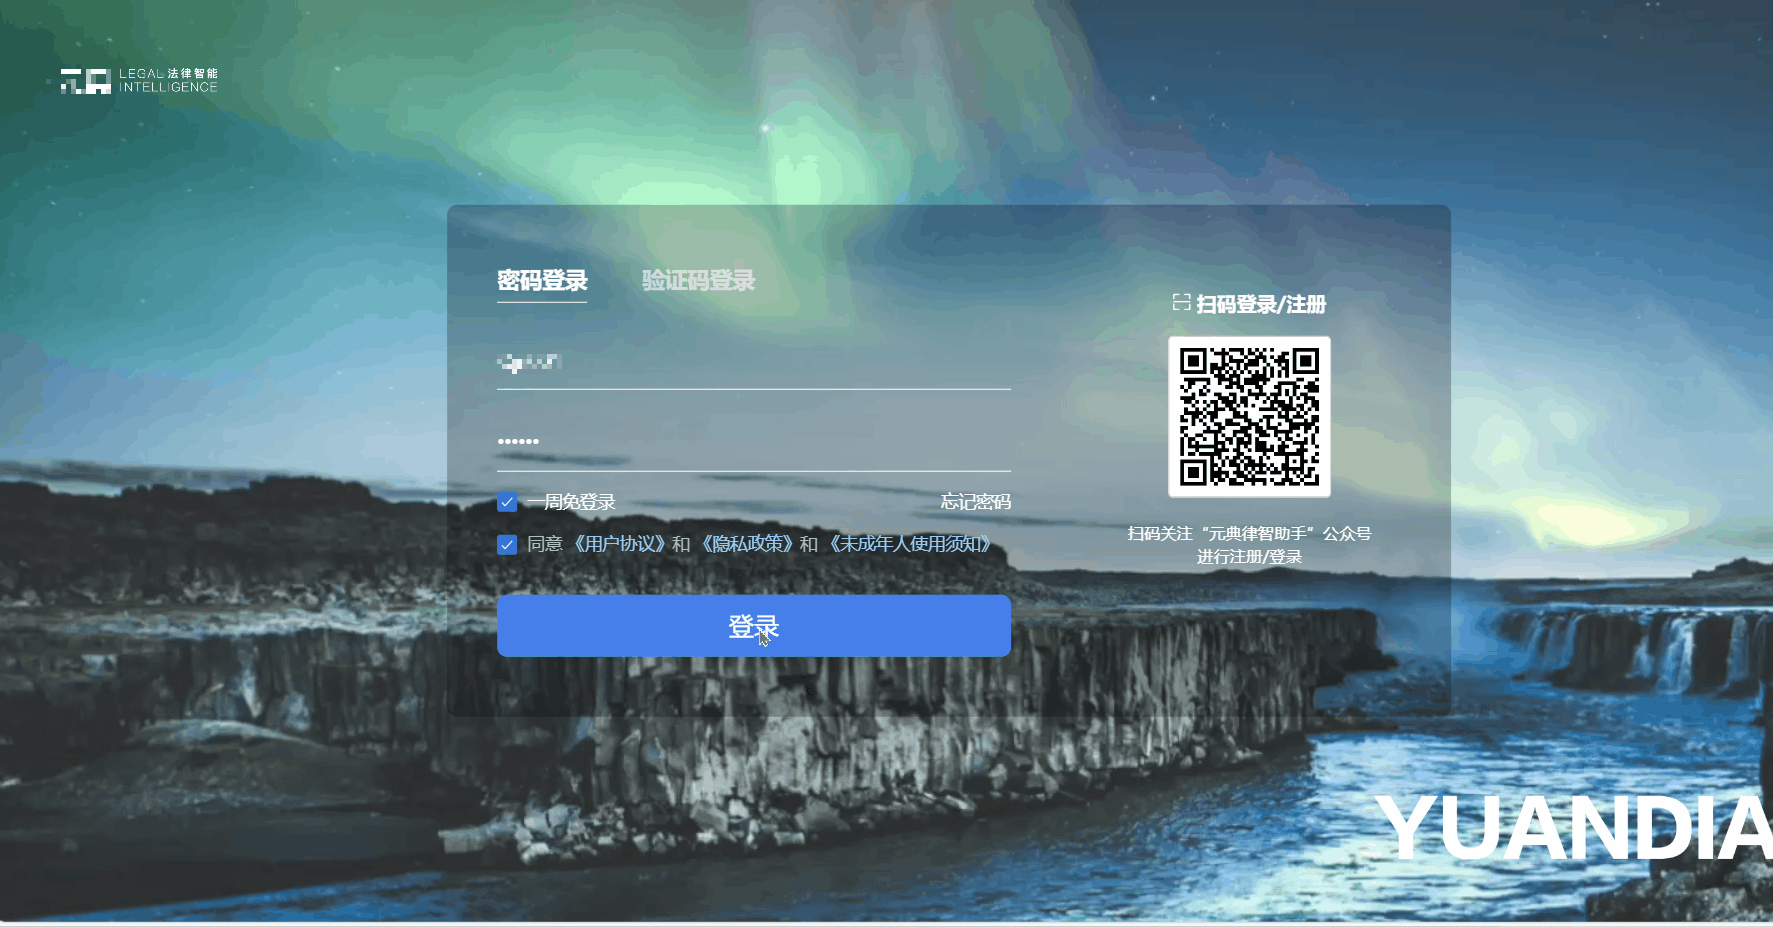 LEGAL 法律智能
INTELLIGENCE
密码登录 验证码登录
一周免登录 忘记密码
同意《用户协议》和《隐私政策》和《未成年人使用须知》
登录
扫码登录/注册
扫码关注“元典律智助手”公众号
进行注册/登录
YUANDIA